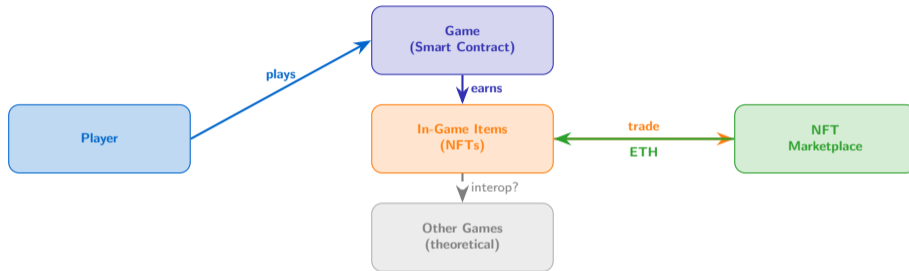 Game
(Smart Contract)
plays
earns
Player
In-Game Items
(NFTs)
trade
ETH
NFT
Marketplace
interop?
Other Games
(theoretical)